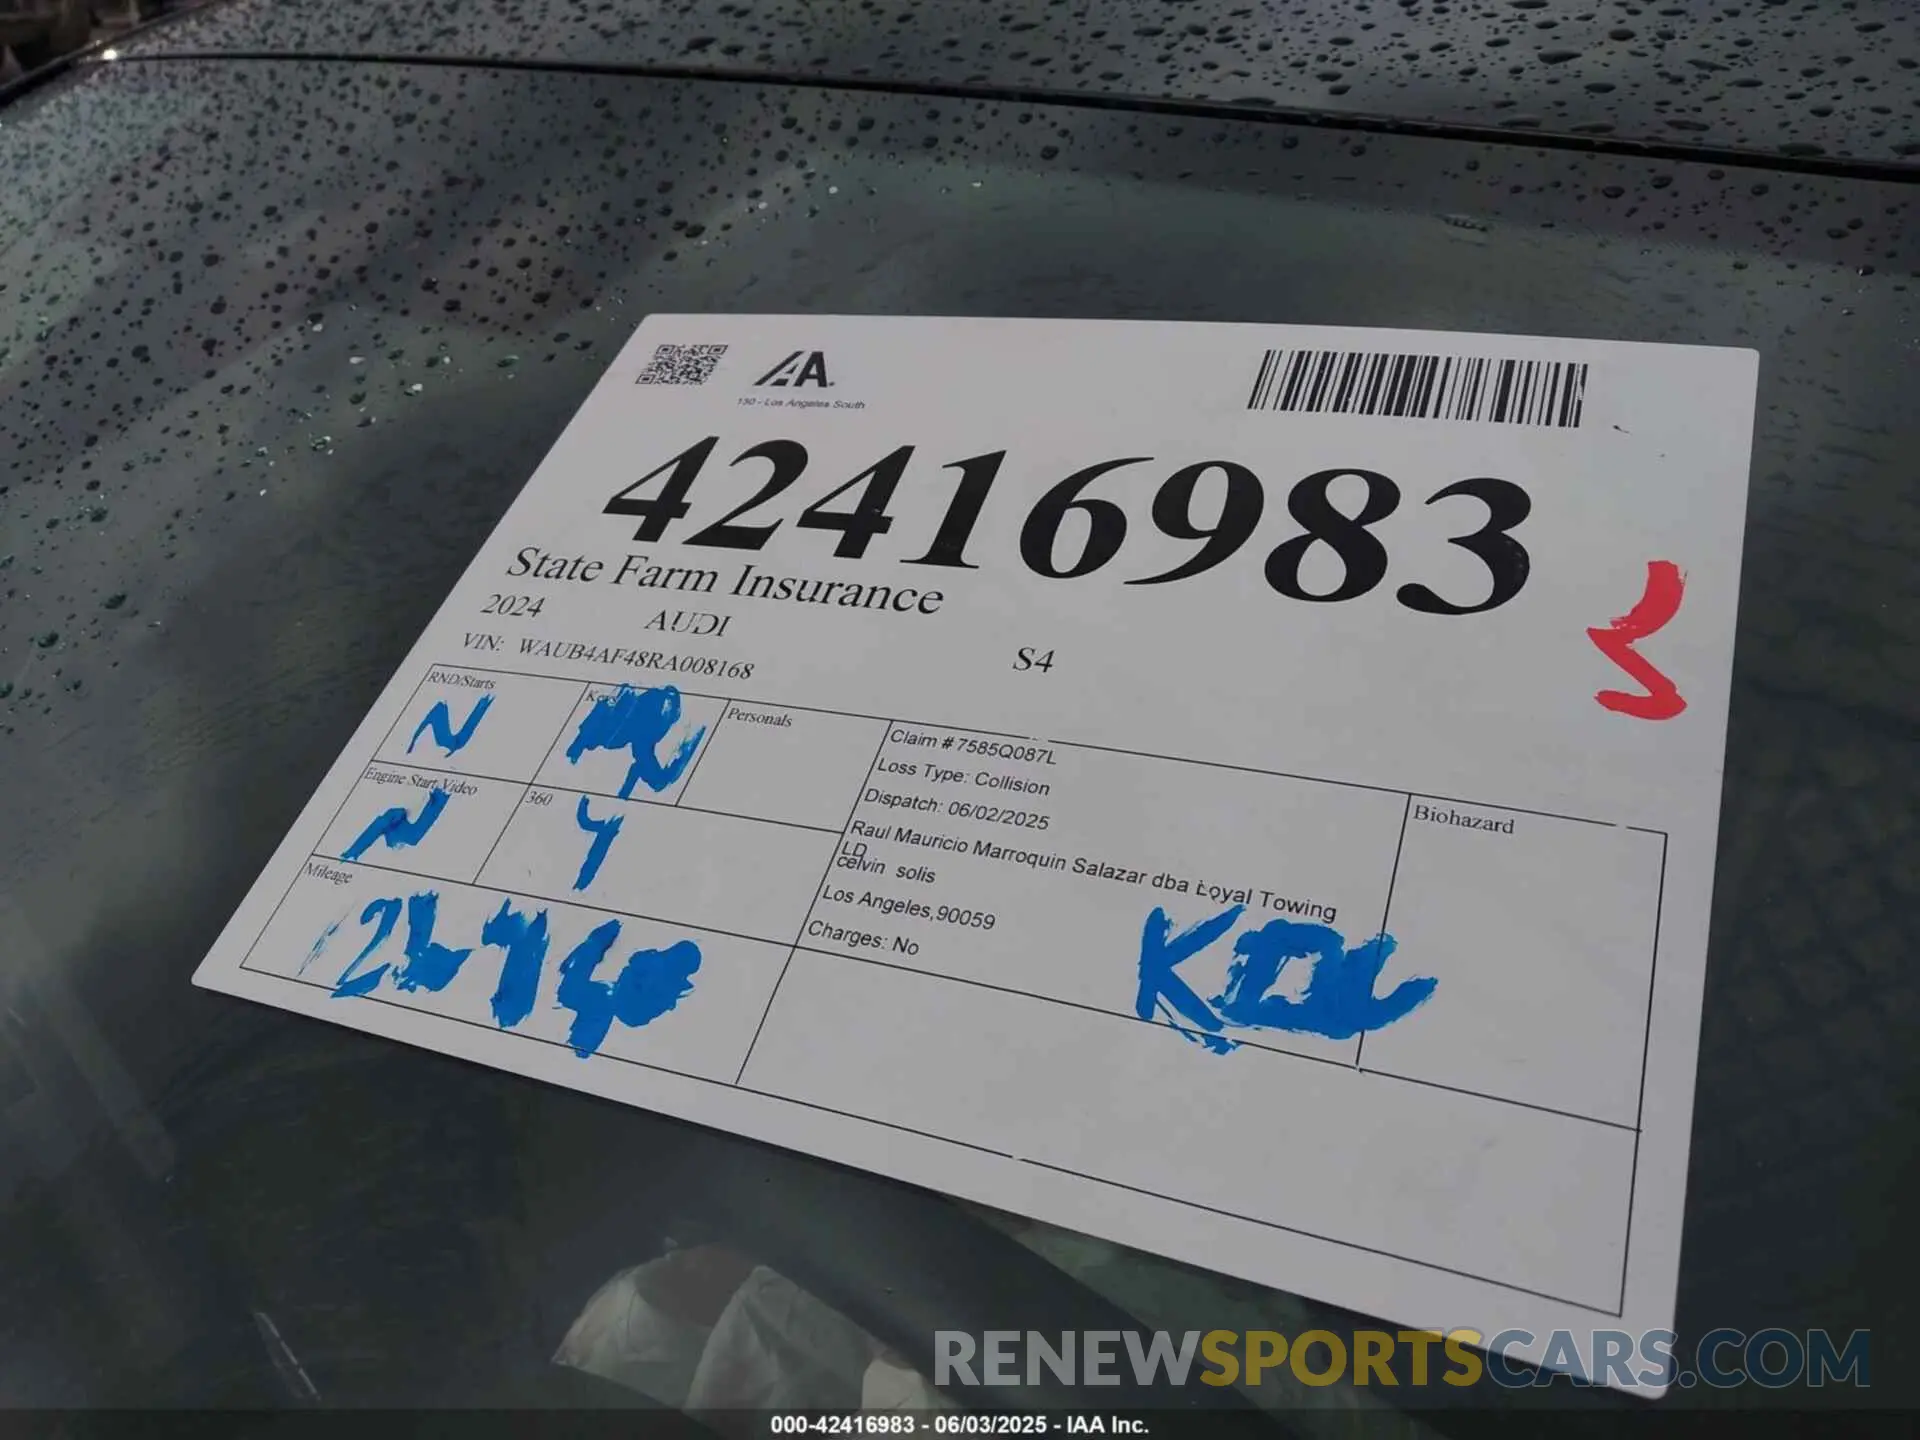 IAA.
130 - Los Angeles South
42416983
State Farm Insurance
2024 AUDI S4
VIN: WAUB4AF48RA008168
RND/Starts
N
Keys
Personals
Engine Start Video
N
360
Y
Mileage
Claim # 7585Q087L
Loss Type: Collision
Dispatch: 06/02/2025
Raul Mauricio Marroquin Salazar dba Loyal Towing
LD
celvin solis
Los Angeles,90059
Charges: No
Biohazard
RENEWSPORTSCARS.COM
000-42416983 - 06/03/2025 - IAA Inc.